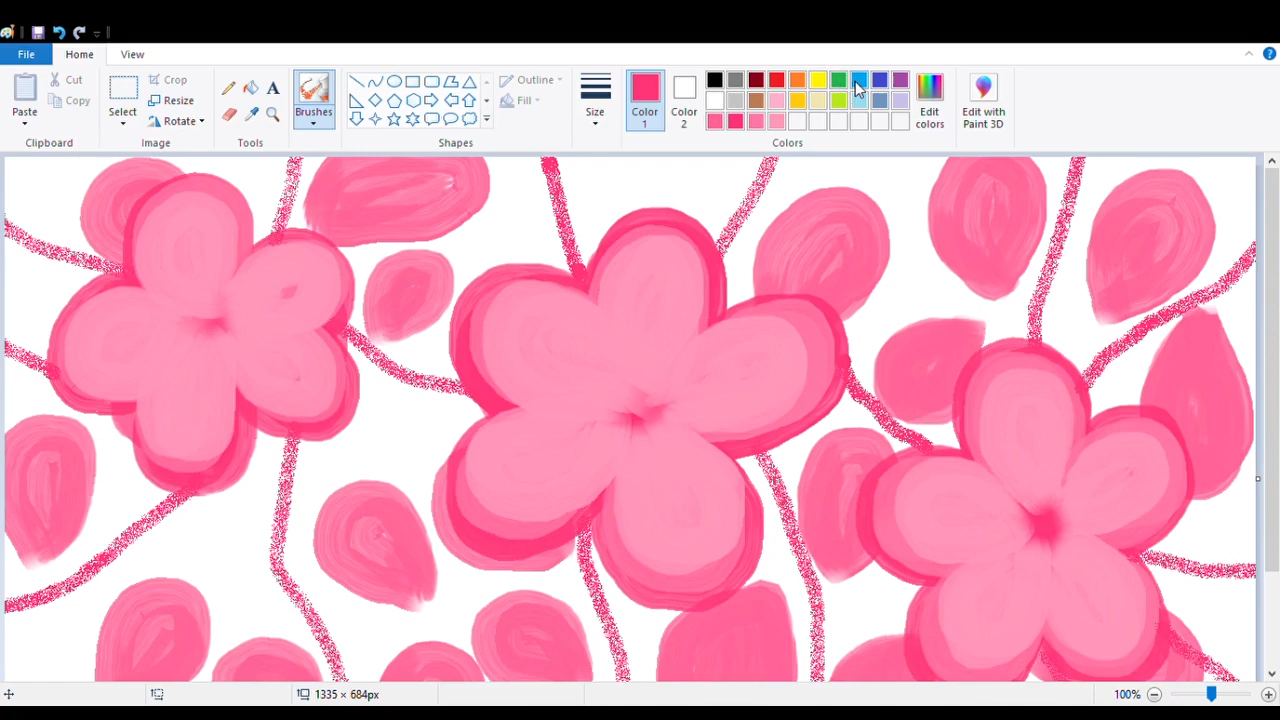 File Home View
Paste
Cut
Copy
Clipboard
Select
Crop
Resize
Rotate
Image
Tools
Brushes
Shapes
Outline
Fill
Size
Color 1
Color 2
Edit colors
Colors
Edit with Paint 3D
1335 × 684px 100%